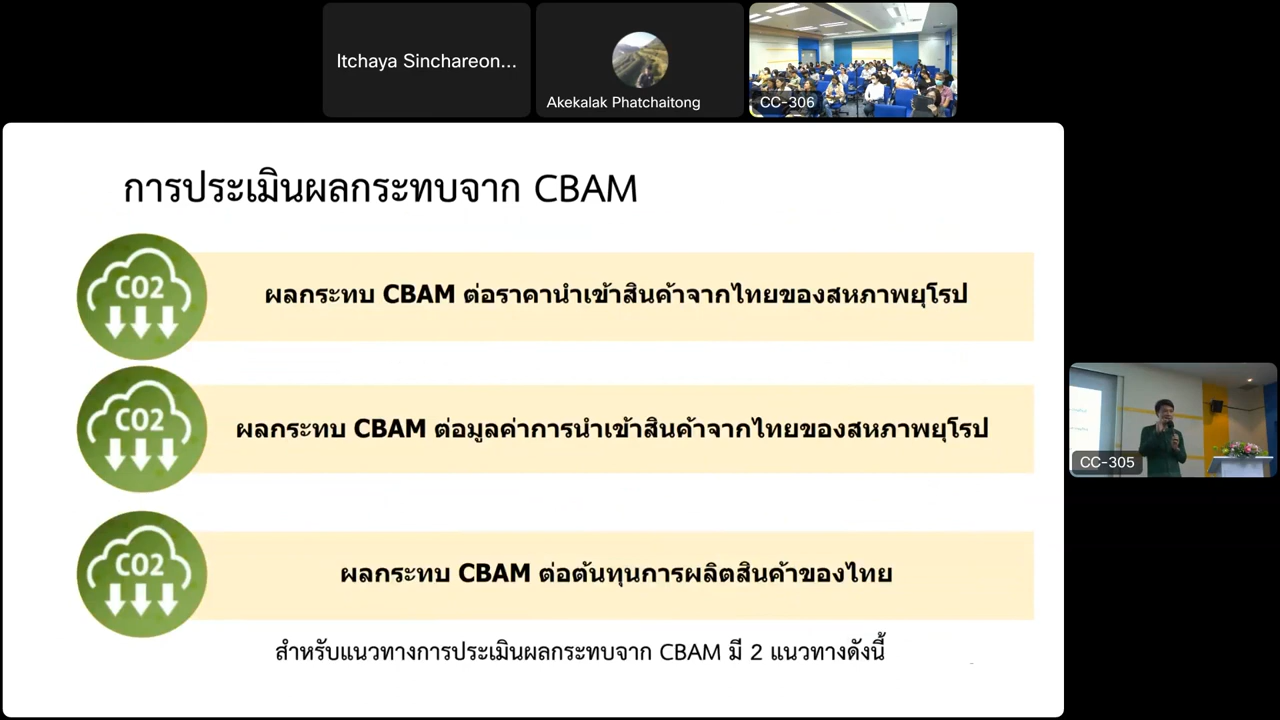 Itchaya Sinchareon...
Akekalak Phatchaitong
CC-306
การประเมินผลกระทบจาก CBAM
CO2
ผลกระทบ CBAM ต่อราคานำเข้าสินค้าจากไทยของสหภาพยุโรป
CO2
ผลกระทบ CBAM ต่อมูลค่าการนำเข้าสินค้าจากไทยของสหภาพยุโรป
CC-305
CO2
ผลกระทบ CBAM ต่อต้นทุนการผลิตสินค้าของไทย
สำหรับแนวทางการประเมินผลกระทบจาก CBAM มี 2 แนวทางดังนี้